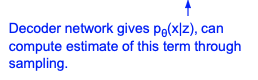 Decoder network gives pθ(x|z), can
compute estimate of this term through
sampling.